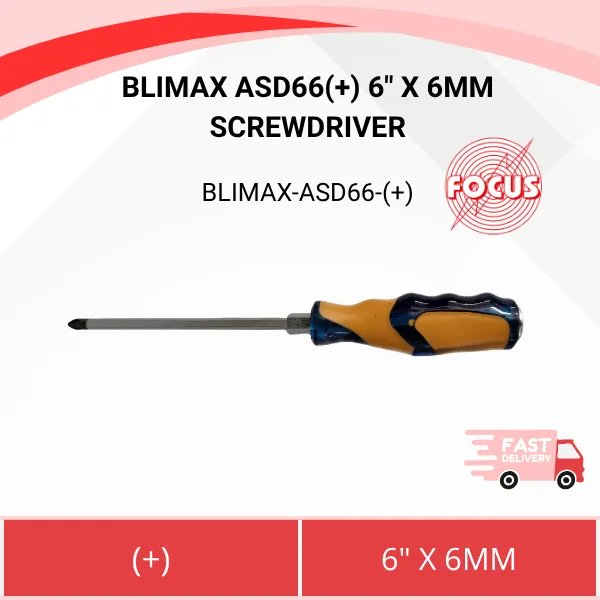 BLIMAX ASD66(+) 6" X 6MM
SCREWDRIVER
BLIMAX-ASD66-(+)
FOCUS
FAST
DELIVERY
(+)
6" X 6MM